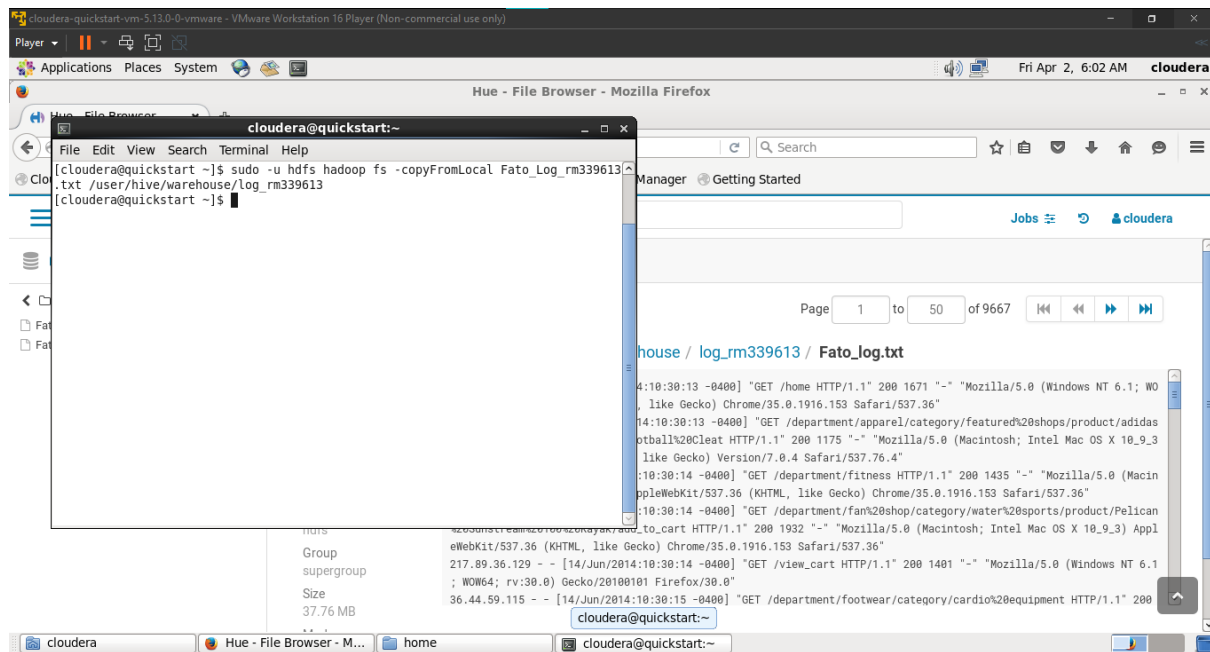 cloudera-quickstart-vm-5.13.0-0-vmware - VMware Workstation 16 Player (Non-commercial use only)
Player
Applications Places System Fri Apr 2, 6:02 AM cloudera
Hue - File Browser - Mozilla Firefox
Hue - File Browser
cloudera@quickstart:~
File Edit View Search Terminal Help
Search
[cloudera@quickstart ~]$ sudo -u hdfs hadoop fs -copyFromLocal Fato_Log_rm339613
.txt /user/hive/warehouse/log_rm339613
[cloudera@quickstart ~]$
Clo
Manager Getting Started
Jobs cloudera
Page 1 to 50 of 9667
Fat
Fat
house / log_rm339613 / Fato_log.txt
4:10:30:13 -0400] "GET /home HTTP/1.1" 200 1671 "-" "Mozilla/5.0 (Windows NT 6.1; WO
, like Gecko) Chrome/35.0.1916.153 Safari/537.36"
14:10:30:13 -0400] "GET /department/apparel/category/featured%20shops/product/adidas
otball%20Cleat HTTP/1.1" 200 1175 "-" "Mozilla/5.0 (Macintosh; Intel Mac OS X 10_9_3
like Gecko) Version/7.0.4 Safari/537.76.4"
:10:30:14 -0400] "GET /department/fitness HTTP/1.1" 200 1435 "-" "Mozilla/5.0 (Macin
ppleWebKit/537.36 (KHTML, like Gecko) Chrome/35.0.1916.153 Safari/537.36"
:10:30:14 -0400] "GET /department/fan%20shop/category/water%20sports/product/Pelican
%20Sunstream%20100%20Kayak/add_to_cart HTTP/1.1" 200 1932 "-" "Mozilla/5.0 (Macintosh; Intel Mac OS X 10_9_3) Appl
eWebKit/537.36 (KHTML, like Gecko) Chrome/35.0.1916.153 Safari/537.36"
217.89.36.129 - - [14/Jun/2014:10:30:14 -0400] "GET /view_cart HTTP/1.1" 200 1401 "-" "Mozilla/5.0 (Windows NT 6.1
; WOW64; rv:30.0) Gecko/20100101 Firefox/30.0"
36.44.59.115 - - [14/Jun/2014:10:30:15 -0400] "GET /department/footwear/category/cardio%20equipment HTTP/1.1" 200
hdfs
Group
supergroup
Size
37.76 MB
cloudera@quickstart:~
cloudera Hue - File Browser - M... home cloudera@quickstart:~